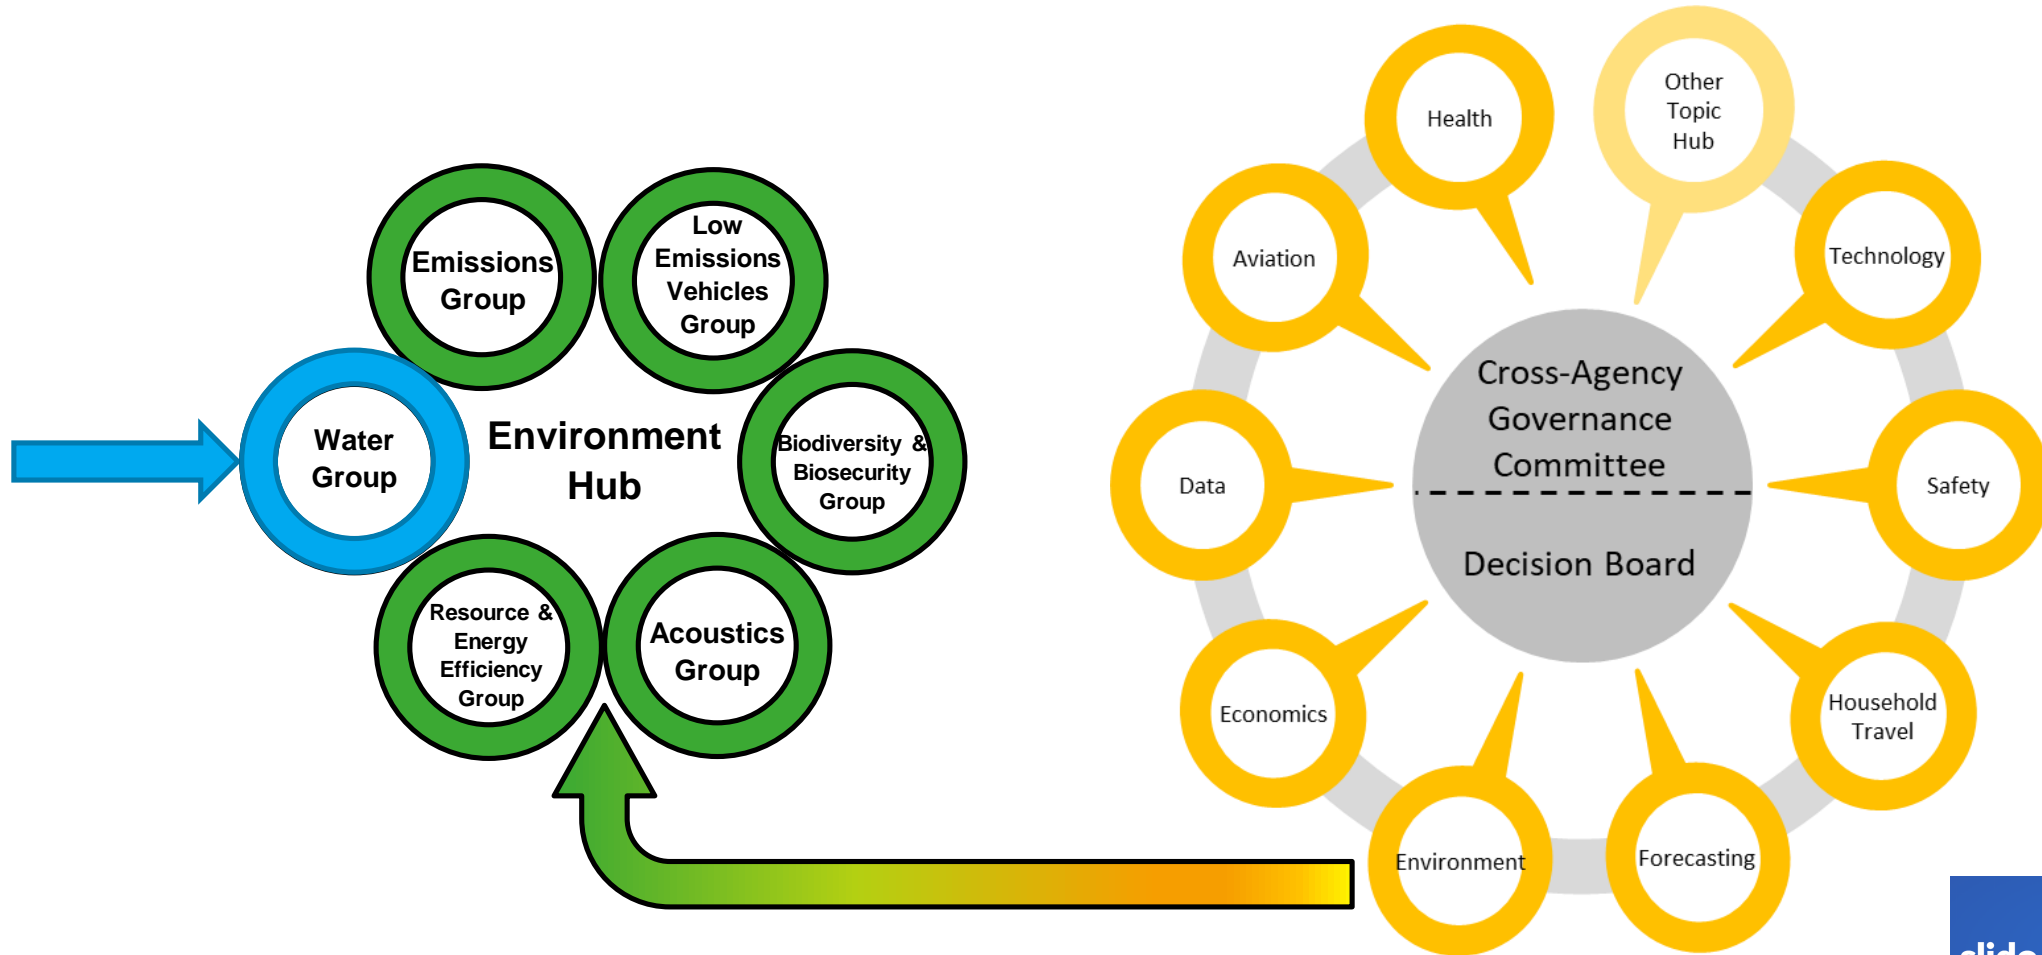 Emissions
Group
Low
Emissions
Vehicles
Group
Water
Group
Environment
Hub
Biodiversity &
Biosecurity
Group
Resource &
Energy
Efficiency
Group
Acoustics
Group
Health
Other
Topic
Hub
Aviation
Technology
Cross-Agency
Governance
Committee
Data
Safety
Decision Board
Economics
Household
Travel
Environment
Forecasting